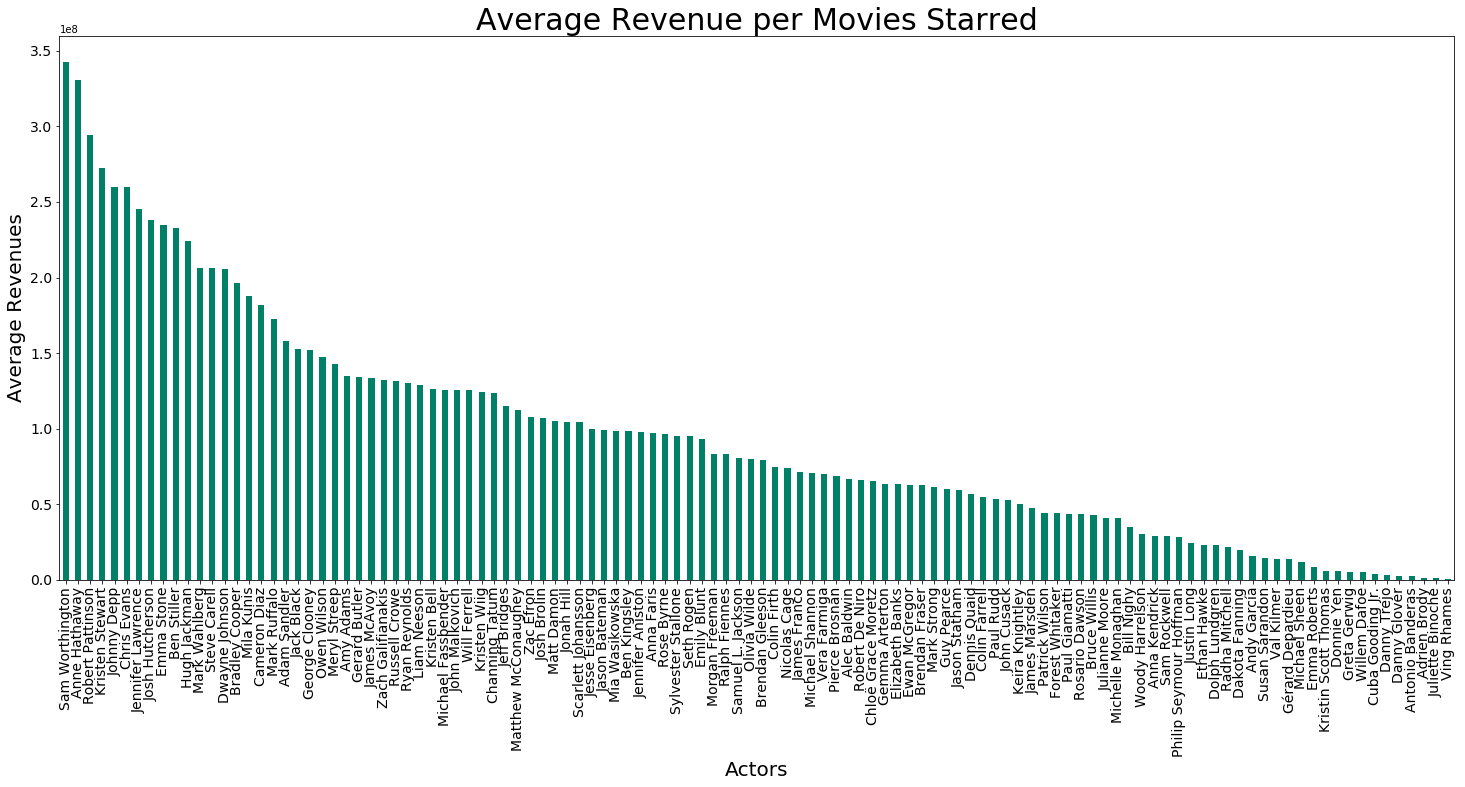 Average Revenue per Movies Starred
1e8
3.5
3.0
2.5
2.0
1.5
1.0
0.5
0.0
Average Revenues
Sam Worthington
Anne Hathaway
Robert Pattinson
Kristen Stewart
Johnny Depp
Chris Evans
Jennifer Lawrence
Josh Hutcherson
Emma Stone
Ben Stiller
Hugh Jackman
Mark Wahlberg
Steve Carell
Dwayne Johnson
Bradley Cooper
Mila Kunis
Cameron Diaz
Mark Ruffalo
Adam Sandler
Jack Black
George Clooney
Owen Wilson
Meryl Streep
Amy Adams
Gerard Butler
James McAvoy
Zach Galifianakis
Russell Crowe
Ryan Reynolds
Liam Neeson
Kristen Bell
Michael Fassbender
John Malkovich
Will Ferrell
Kristen Wiig
Channing Tatum
Jeff Bridges
Matthew McConaughey
Zac Efron
Josh Brolin
Matt Damon
Jonah Hill
Scarlett Johansson
Jesse Eisenberg
Jason Bateman
Mia Wasikowska
Ben Kingsley
Jennifer Aniston
Anna Faris
Rose Byrne
Sylvester Stallone
Seth Rogen
Emily Blunt
Morgan Freeman
Ralph Fiennes
Samuel L. Jackson
Olivia Wilde
Brendan Gleeson
Colin Firth
Nicolas Cage
James Franco
Michael Shannon
Vera Farmiga
Pierce Brosnan
Alec Baldwin
Robert De Niro
Chloë Grace Moretz
Gemma Arterton
Elizabeth Banks
Ewan McGregor
Brendan Fraser
Mark Strong
Guy Pearce
Jason Statham
Dennis Quaid
Colin Farrell
Paul Rudd
John Cusack
Keira Knightley
James Marsden
Patrick Wilson
Forest Whitaker
Paul Giamatti
Rosario Dawson
Bruce Willis
Julianne Moore
Michelle Monaghan
Bill Nighy
Woody Harrelson
Anna Kendrick
Sam Rockwell
Philip Seymour Hoffman
Justin Long
Ethan Hawke
Dolph Lundgren
Radha Mitchell
Dakota Fanning
Andy García
Susan Sarandon
Val Kilmer
Gérard Depardieu
Michael Sheen
Emma Roberts
Kristin Scott Thomas
Donnie Yen
Greta Gerwig
Willem Dafoe
Cuba Gooding Jr.
Danny Trejo
Danny Glover
Antonio Banderas
Adrien Brody
Juliette Binoche
Ving Rhames
Actors